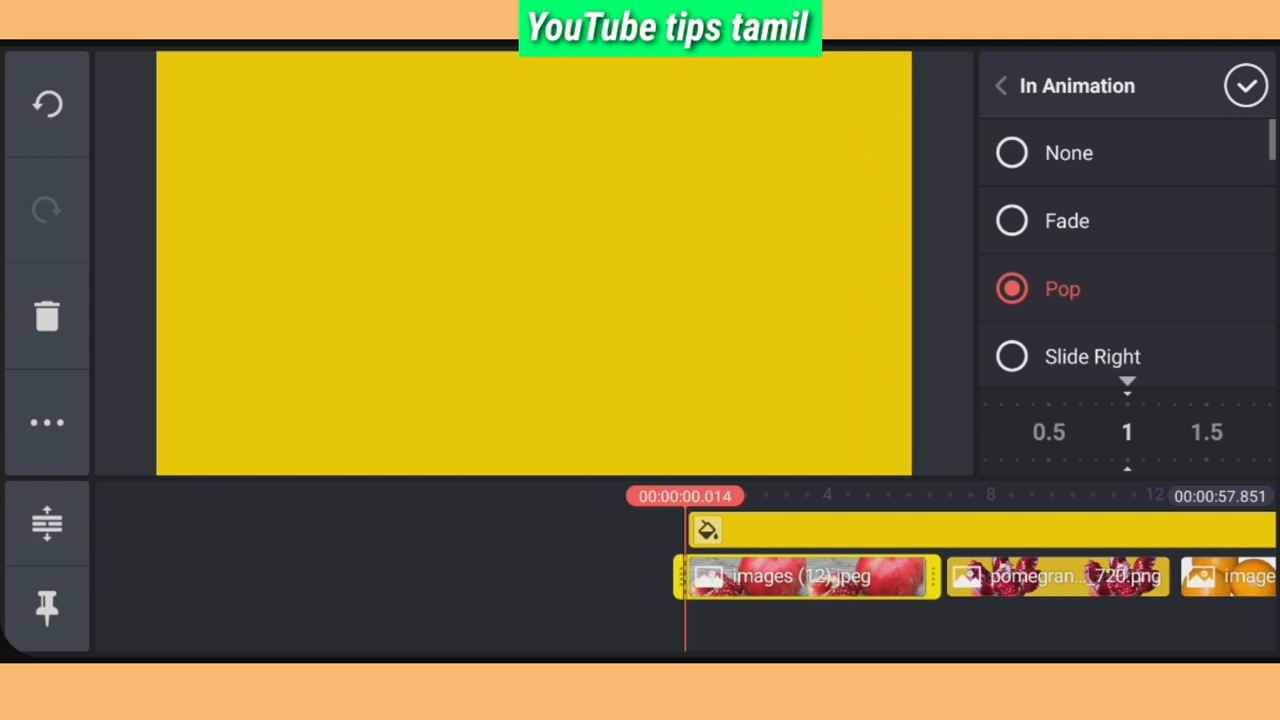 YouTube tips tamil
In Animation
None
Fade
Pop
Slide Right
0.5 1 1.5
00:00:00.014 4 8 12 00:00:57.851
images (12).jpeg pomegran..._720.png image